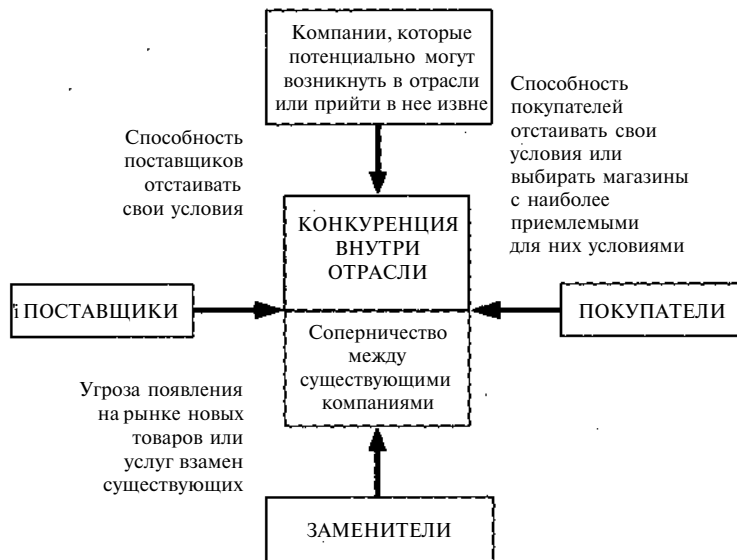 Компании, которые
потенциально могут
возникнуть в отрасли
или прийти в нее извне
Способность
поставщиков
отстаивать
свои условия
Способность
покупателей
отстаивать свои
условия или
выбирать магазины
с наиболее
приемлемыми
для них условиями
КОНКУРЕНЦИЯ
ВНУТРИ
ОТРАСЛИ
ПОСТАВЩИКИ
ПОКУПАТЕЛИ
Соперничество
между
существующими
компаниями
Угроза появления
на рынке новых
товаров или
услуг взамен
существующих
ЗАМЕНИТЕЛИ